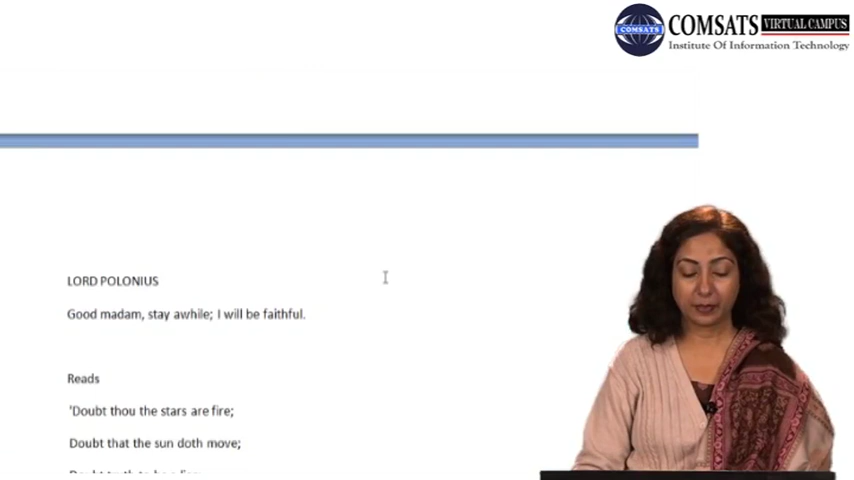 COMSATS VIRTUAL CAMPUS
COMSATS
Institute Of Information Technology
LORD POLONIUS
Good madam, stay awhile; I will be faithful.
Reads
'Doubt thou the stars are fire;
Doubt that the sun doth move;